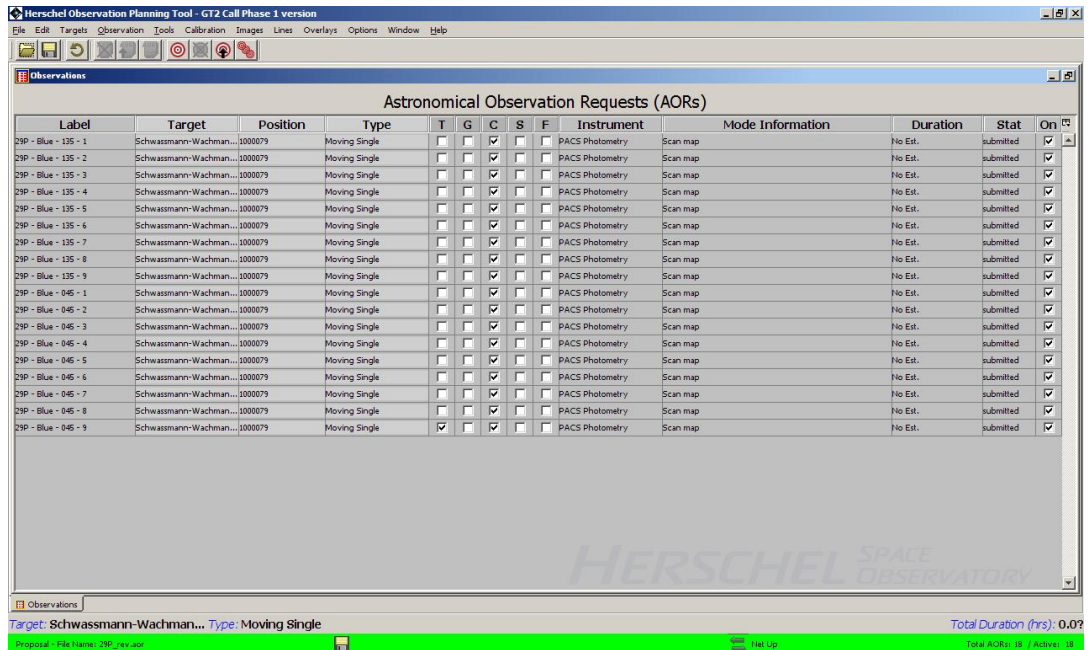 Herschel Observation Planning Tool - GT2 Call Phase 1 version
File Edit Targets Observation Tools Calibration Images Lines Overlays Options Window Help
Observations
Astronomical Observation Requests (AORs)
Label Target Position Type T G C S F Instrument Mode Information Duration Stat On
29P - Blue - 135 - 1 Schwassmann-Wachman... 1000079 Moving Single PACS Photometry Scan map No Est. submitted
29P - Blue - 135 - 2 Schwassmann-Wachman... 1000079 Moving Single PACS Photometry Scan map No Est. submitted
29P - Blue - 135 - 3 Schwassmann-Wachman... 1000079 Moving Single PACS Photometry Scan map No Est. submitted
29P - Blue - 135 - 4 Schwassmann-Wachman... 1000079 Moving Single PACS Photometry Scan map No Est. submitted
29P - Blue - 135 - 5 Schwassmann-Wachman... 1000079 Moving Single PACS Photometry Scan map No Est. submitted
29P - Blue - 135 - 6 Schwassmann-Wachman... 1000079 Moving Single PACS Photometry Scan map No Est. submitted
29P - Blue - 135 - 7 Schwassmann-Wachman... 1000079 Moving Single PACS Photometry Scan map No Est. submitted
29P - Blue - 135 - 8 Schwassmann-Wachman... 1000079 Moving Single PACS Photometry Scan map No Est. submitted
29P - Blue - 135 - 9 Schwassmann-Wachman... 1000079 Moving Single PACS Photometry Scan map No Est. submitted
29P - Blue - 045 - 1 Schwassmann-Wachman... 1000079 Moving Single PACS Photometry Scan map No Est. submitted
29P - Blue - 045 - 2 Schwassmann-Wachman... 1000079 Moving Single PACS Photometry Scan map No Est. submitted
29P - Blue - 045 - 3 Schwassmann-Wachman... 1000079 Moving Single PACS Photometry Scan map No Est. submitted
29P - Blue - 045 - 4 Schwassmann-Wachman... 1000079 Moving Single PACS Photometry Scan map No Est. submitted
29P - Blue - 045 - 5 Schwassmann-Wachman... 1000079 Moving Single PACS Photometry Scan map No Est. submitted
29P - Blue - 045 - 6 Schwassmann-Wachman... 1000079 Moving Single PACS Photometry Scan map No Est. submitted
29P - Blue - 045 - 7 Schwassmann-Wachman... 1000079 Moving Single PACS Photometry Scan map No Est. submitted
29P - Blue - 045 - 8 Schwassmann-Wachman... 1000079 Moving Single PACS Photometry Scan map No Est. submitted
29P - Blue - 045 - 9 Schwassmann-Wachman... 1000079 Moving Single PACS Photometry Scan map No Est. submitted
HERSCHEL SPACE OBSERVATORY
Observations
Target: Schwassmann-Wachman... Type: Moving Single Total Duration (hrs): 0.0?
Proposal - File Name: 29P_rev.aor Net Up Total AORs: 18 / Active: 18